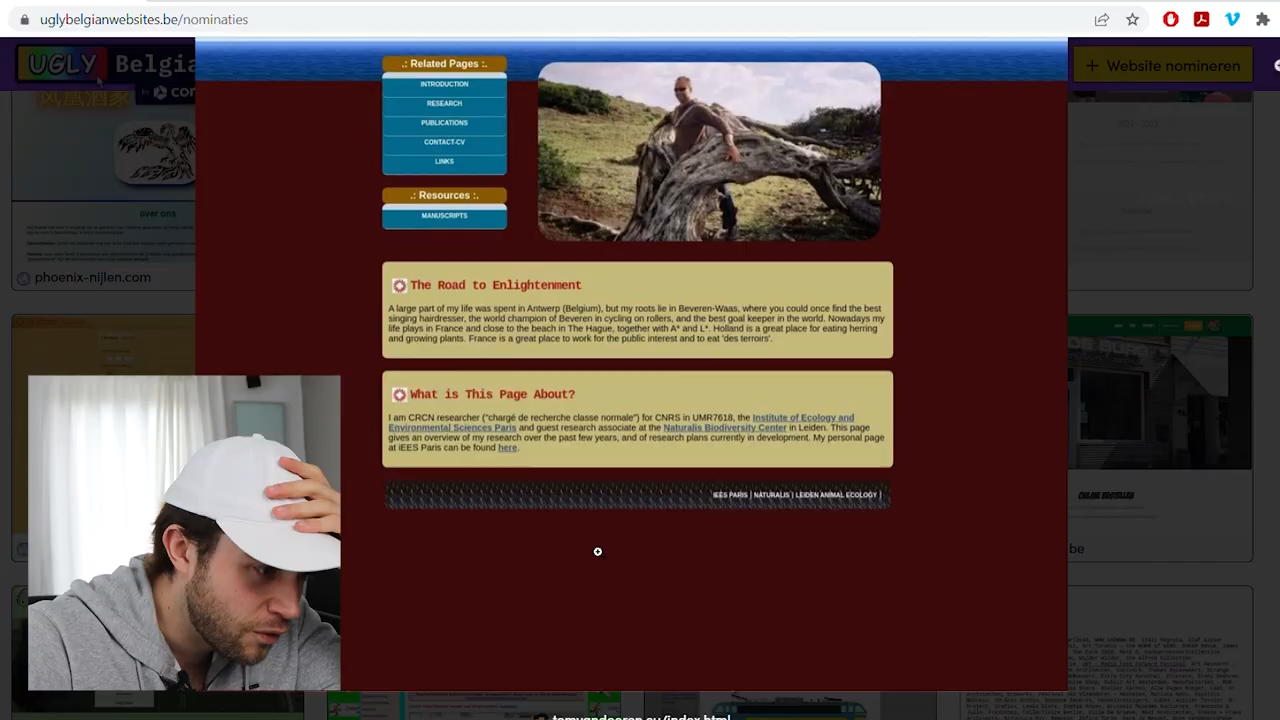 uglybelgianwebsites.be/nominaties
UGLY Belgia
+ Website nomineren
.: Related Pages :.
INTRODUCTION
RESEARCH
PUBLICATIONS
CONTACT-CV
LINKS
.: Resources :.
MANUSCRIPTS
over ons
phoenix-nijlen.com
The Road to Enlightenment
A large part of my life was spent in Antwerp (Belgium), but my roots lie in Beveren-Waas, where you could once find the best
singing hairdresser, the world champion of Beveren in cycling on rollers, and the best goal keeper in the world. Nowadays my
life plays in France and close to the beach in The Hague, together with A* and L*. Holland is a great place for eating herring
and growing plants. France is a great place to work for the public interest and to eat 'des terroirs'.
What is This Page About?
I am CRCN researcher ("chargé de recherche classe normale") for CNRS in UMR7618, the Institute of Ecology and
Environmental Sciences Paris and guest research associate at the Naturalis Biodiversity Center in Leiden. This page
gives an overview of my research over the past few years, and of research plans currently in development. My personal page
at iEES Paris can be found here.
IEES PARIS | NATURALIS | LEIDEN ANIMAL ECOLOGY |
be